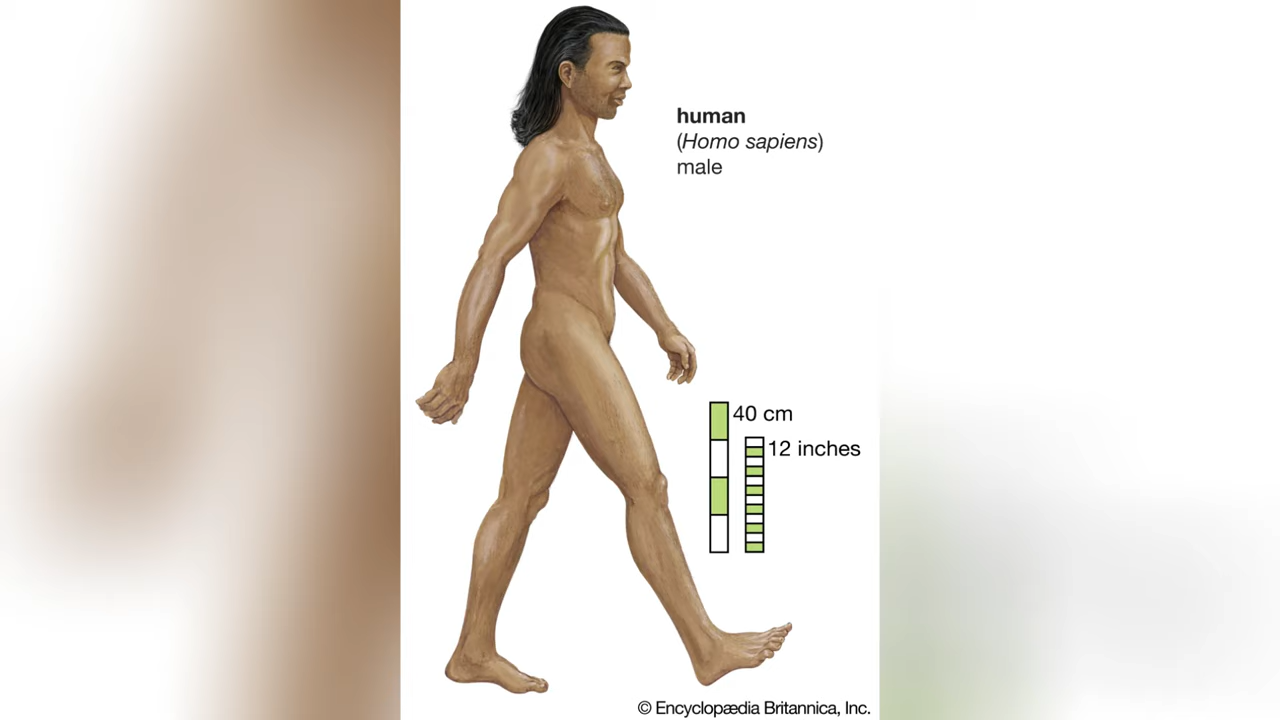 human
(Homo sapiens)
male
40 cm
12 inches
© Encyclopædia Britannica, Inc.